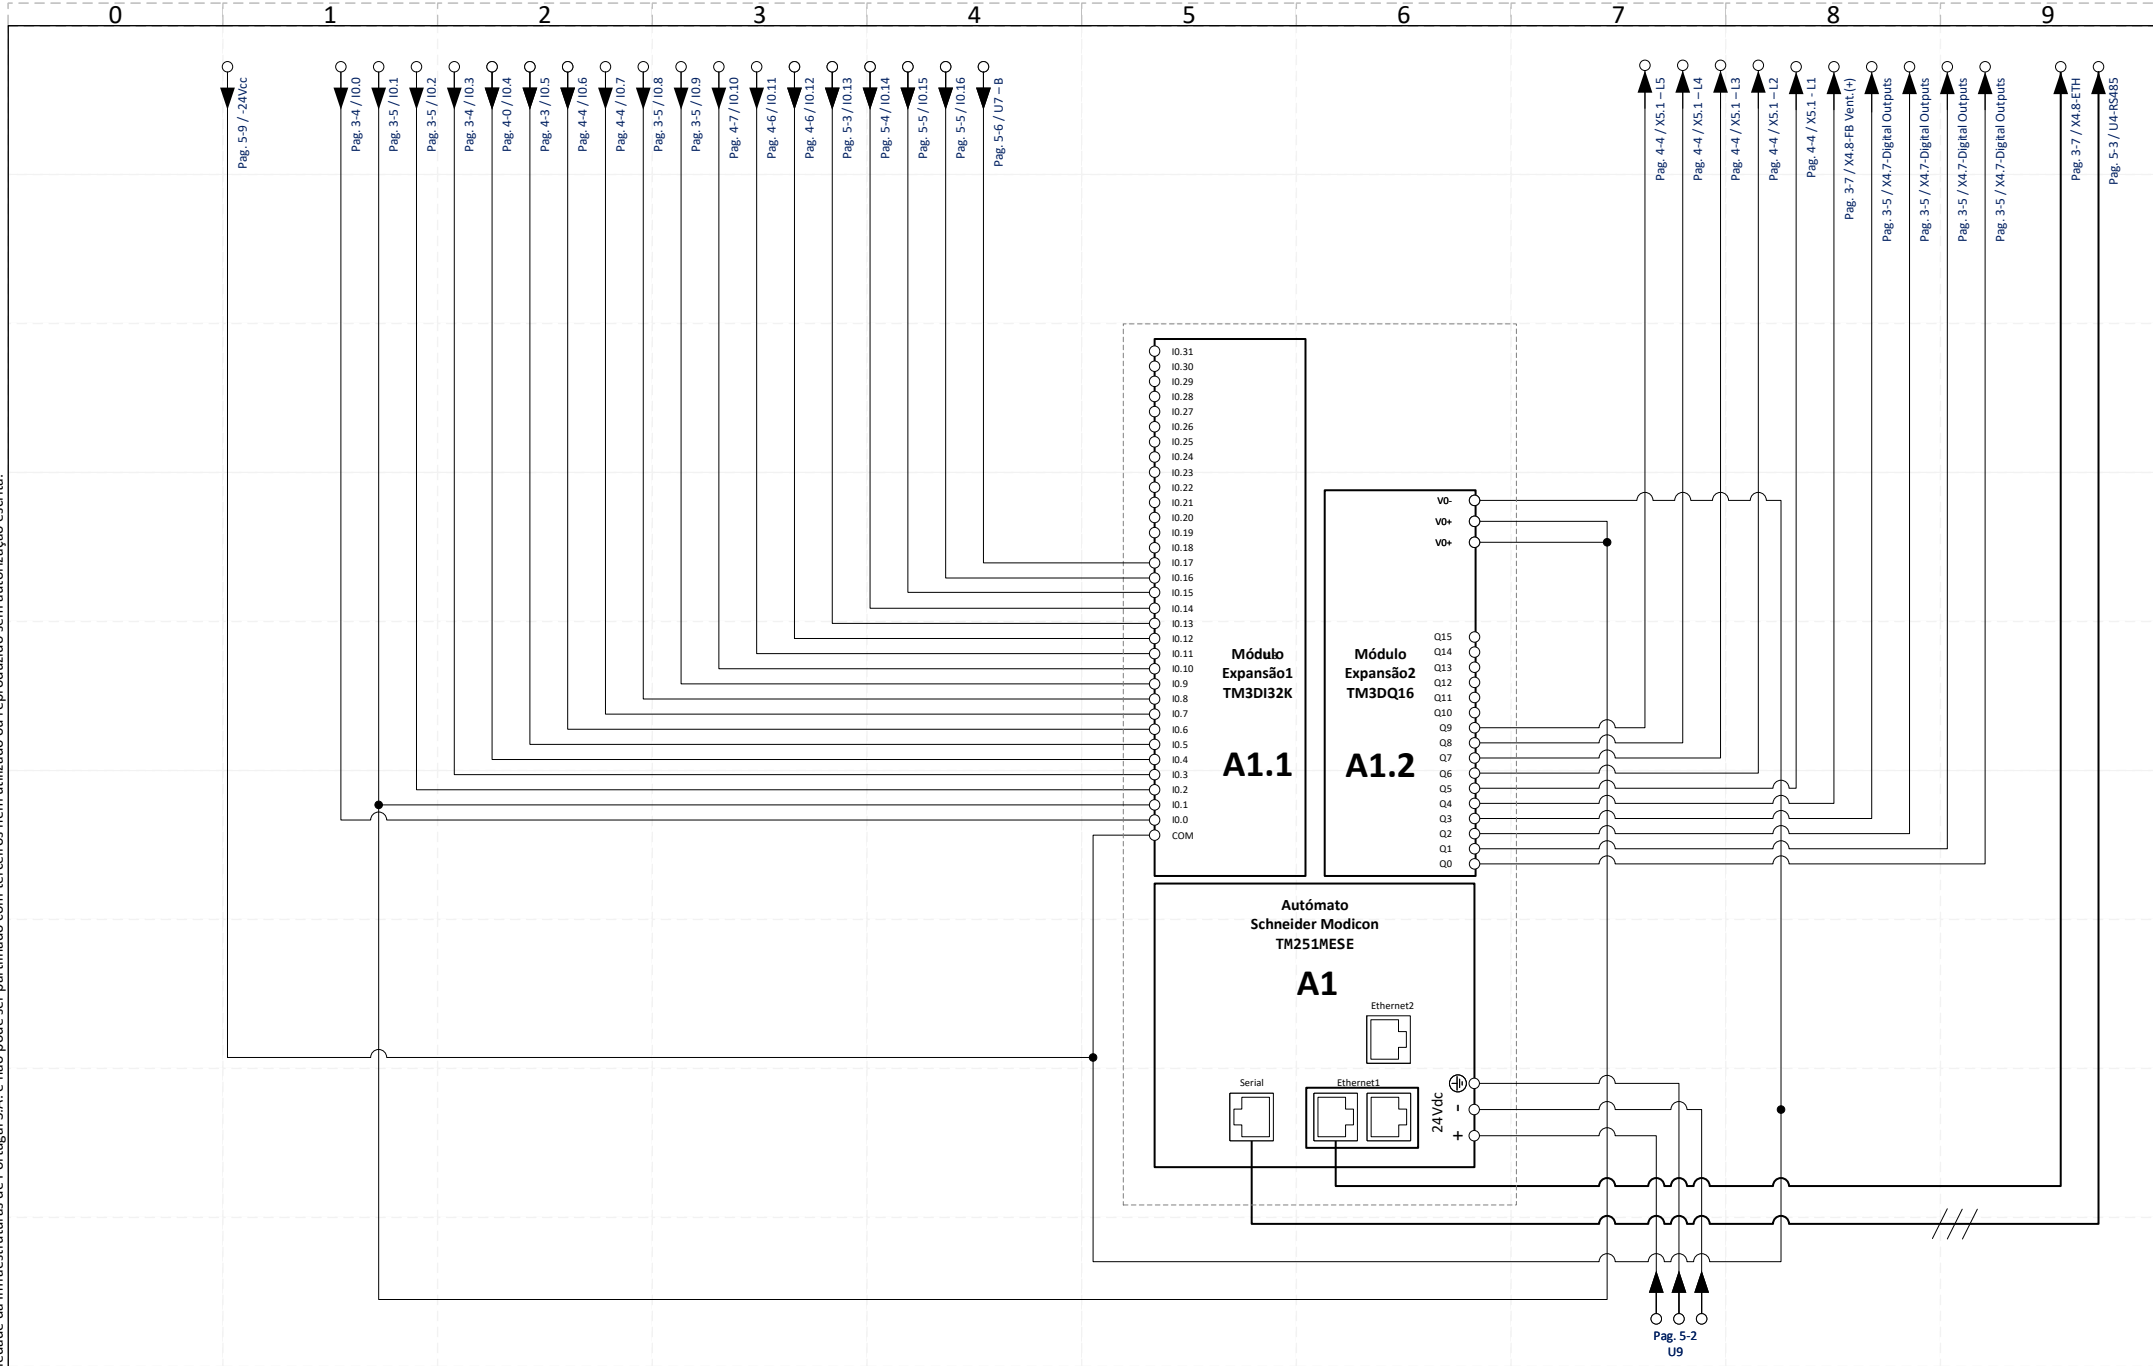 0 1 2 3 4 5 6 7 8 9
Pag. 5-9 / -24Vcc
Pag. 3-4 / I0.0
Pag. 3-5 / I0.1
Pag. 3-5 / I0.2
Pag. 3-4 / I0.3
Pag. 4-0 / I0.4
Pag. 4-3 / I0.5
Pag. 4-4 / I0.6
Pag. 4-4 / I0.7
Pag. 3-5 / I0.8
Pag. 3-5 / I0.9
Pag. 4-7 / I0.10
Pag. 4-6 / I0.11
Pag. 4-6 / I0.12
Pag. 5-3 / I0.13
Pag. 5-4 / I0.14
Pag. 5-5 / I0.15
Pag. 5-5 / I0.16
Pag. 5-6 / U7 – B
Pag. 4-4 / X5.1 – L5
Pag. 4-4 / X5.1 – L4
Pag. 4-4 / X5.1 – L3
Pag. 4-4 / X5.1 – L2
Pag. 4-4 / X5.1 - L1
Pag. 3-7 / X4.8-FB Vent.(+)
Pag. 3-5 / X4.7-Digital Outputs
Pag. 3-5 / X4.7-Digital Outputs
Pag. 3-5 / X4.7-Digital Outputs
Pag. 3-5 / X4.7-Digital Outputs
Pag. 3-7 / X4.8-ETH
Pag. 5-3 / U4-RS485
I0.31
I0.30
I0.29
I0.28
I0.27
I0.26
I0.25
I0.24
I0.23
I0.22
I0.21
I0.20
I0.19
I0.18
I0.17
I0.16
I0.15
I0.14
I0.13
I0.12
I0.11
I0.10
I0.9
I0.8
I0.7
I0.6
I0.5
I0.4
I0.3
I0.2
I0.1
I0.0
COM
Módulo
Expansão1
TM3DI32K
A1.1
V0-
V0+
V0+
Q15
Q14
Q13
Q12
Q11
Q10
Q9
Q8
Q7
Q6
Q5
Q4
Q3
Q2
Q1
Q0
Módulo
Expansão2
TM3DQ16
A1.2
Autómato
Schneider Modicon
TM251MESE
A1
Ethernet2
Serial
Ethernet1
24Vdc
-
+
Pag. 5-2
U9